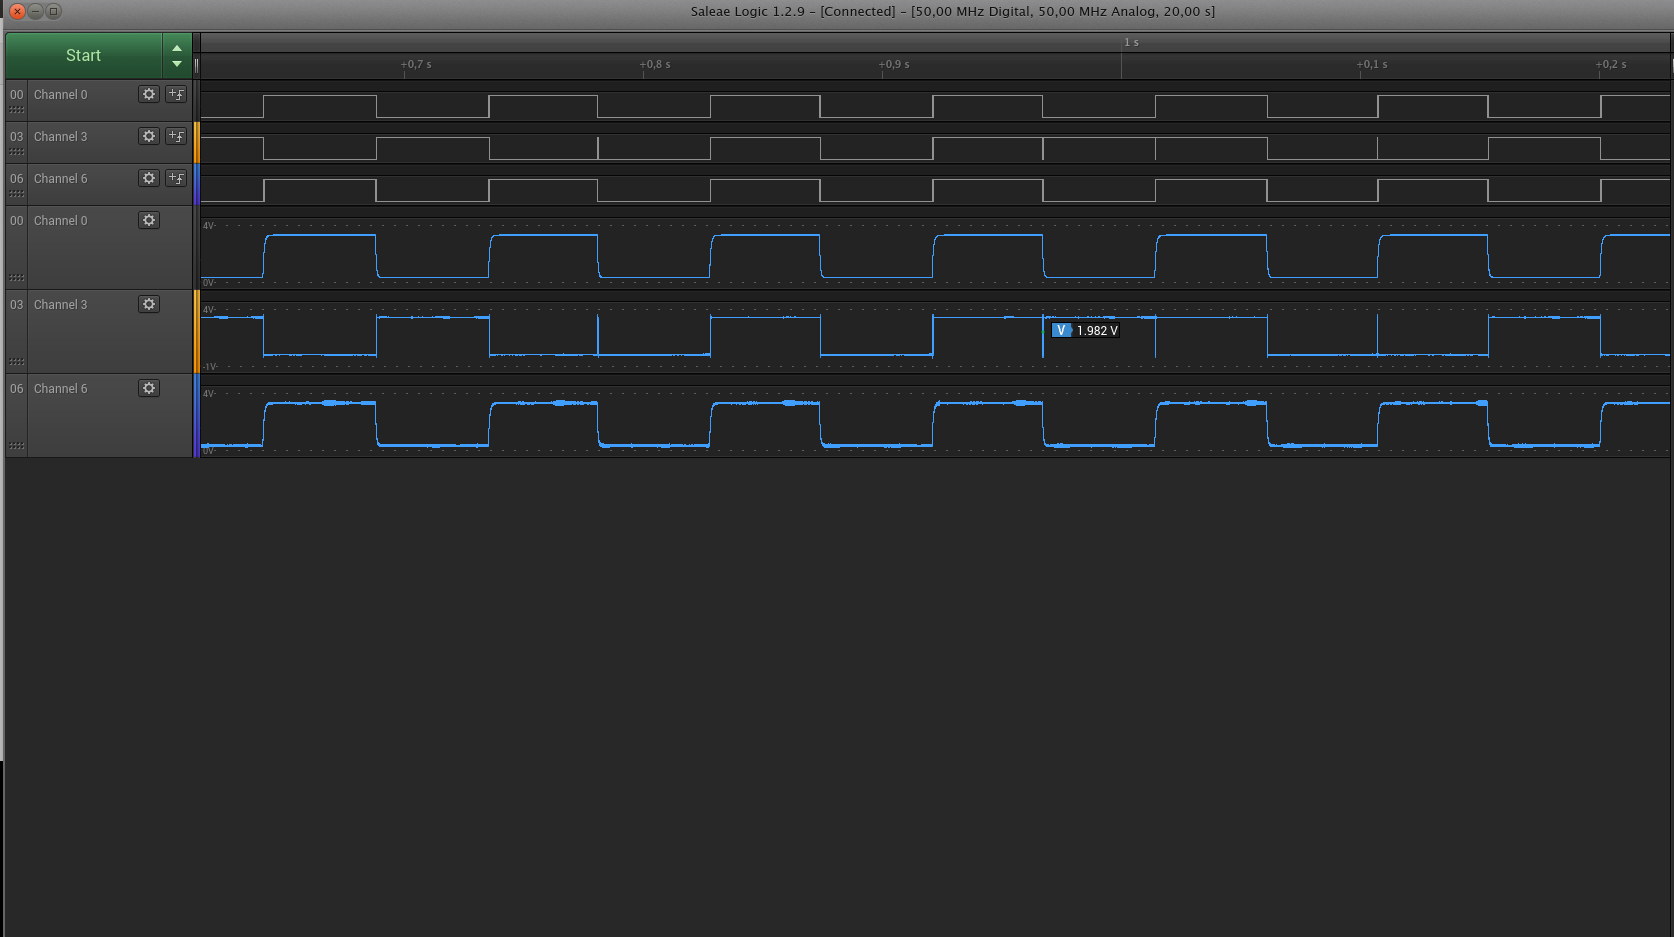 Saleae Logic 1.2.9 - [Connected] - [50,00 MHz Digital, 50,00 MHz Analog, 20,00 s]
Start
1 s
+0,7 s +0,8 s +0,9 s +0,1 s +0,2 s
00 Channel 0
03 Channel 3
06 Channel 6
00 Channel 0
4V
0V
03 Channel 3
4V
V 1.982 V
-1V
06 Channel 6
4V
0V